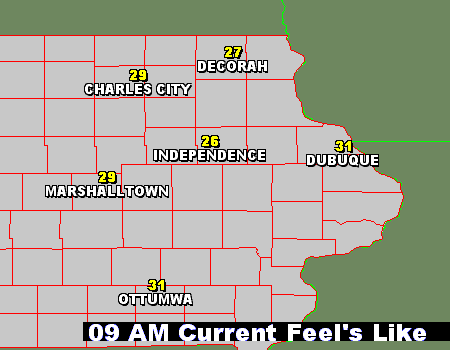 27
DECORAH
29
CHARLES CITY
26
INDEPENDENCE
31
DUBUQUE
29
MARSHALLTOWN
31
OTTUMWA
09 AM Current Feel's Like